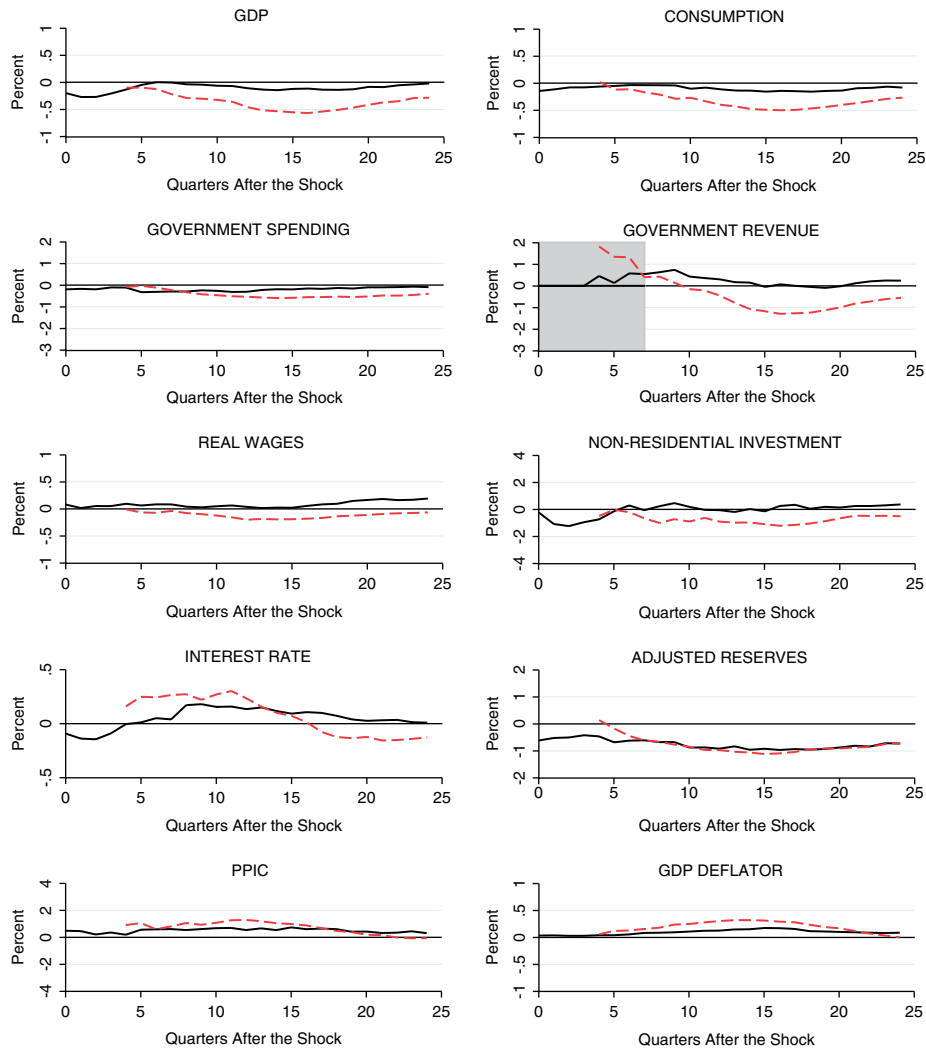 GDP
Percent
1
.5
0
-.5
-1
0 5 10 15 20 25
Quarters After the Shock
CONSUMPTION
Percent
1
.5
0
-.5
-1
0 5 10 15 20 25
Quarters After the Shock
GOVERNMENT SPENDING
Percent
2
1
0
-1
-2
-3
0 5 10 15 20 25
Quarters After the Shock
GOVERNMENT REVENUE
Percent
2
1
0
-1
-2
-3
0 5 10 15 20 25
Quarters After the Shock
REAL WAGES
Percent
1
.5
0
-.5
-1
0 5 10 15 20 25
Quarters After the Shock
NON-RESIDENTIAL INVESTMENT
Percent
4
2
0
-2
-4
0 5 10 15 20 25
Quarters After the Shock
INTEREST RATE
Percent
.5
0
-.5
0 5 10 15 20 25
Quarters After the Shock
ADJUSTED RESERVES
Percent
2
1
0
-1
-2
0 5 10 15 20 25
Quarters After the Shock
PPIC
Percent
4
2
0
-2
-4
0 5 10 15 20 25
Quarters After the Shock
GDP DEFLATOR
Percent
1
.5
0
-.5
-1
0 5 10 15 20 25
Quarters After the Shock